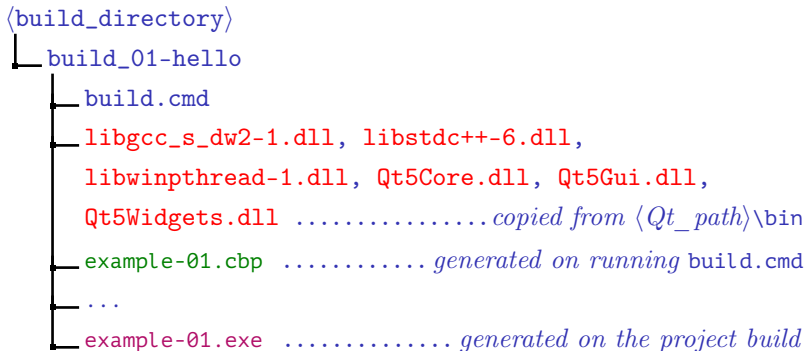 ⟨build_directory⟩
build_01-hello
build.cmd
libgcc_s_dw2-1.dll, libstdc++-6.dll,
libwinpthread-1.dll, Qt5Core.dll, Qt5Gui.dll,
Qt5Widgets.dll ................ copied from ⟨Qt_path⟩\bin
example-01.cbp ............ generated on running build.cmd
...
example-01.exe .............. generated on the project build